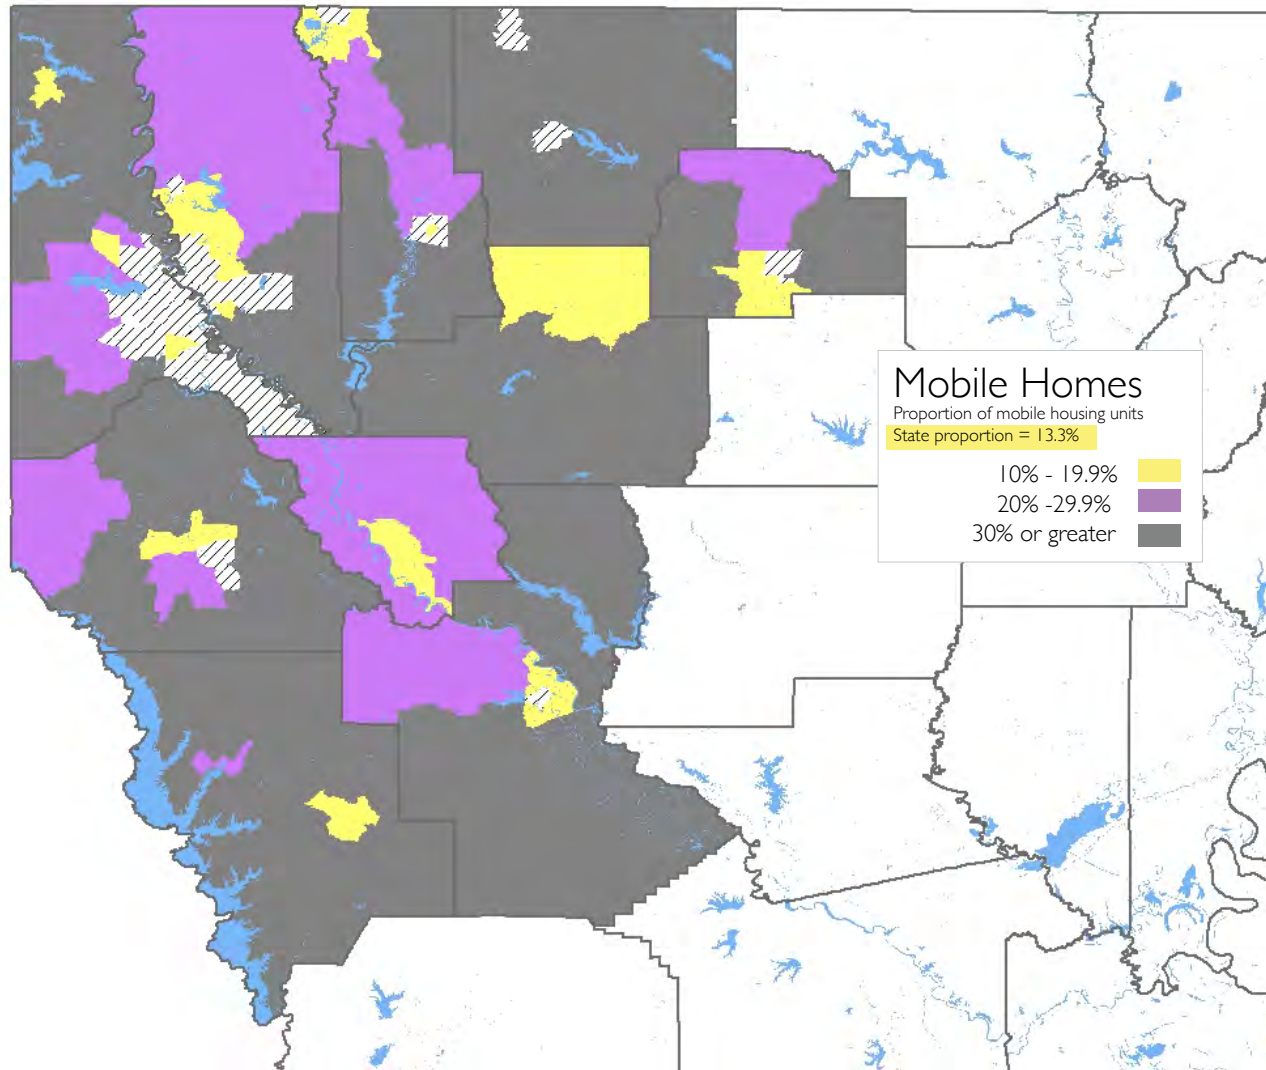 Mobile Homes
Proportion of mobile housing units
State proportion = 13.3%
10% - 19.9%
20% -29.9%
30% or greater